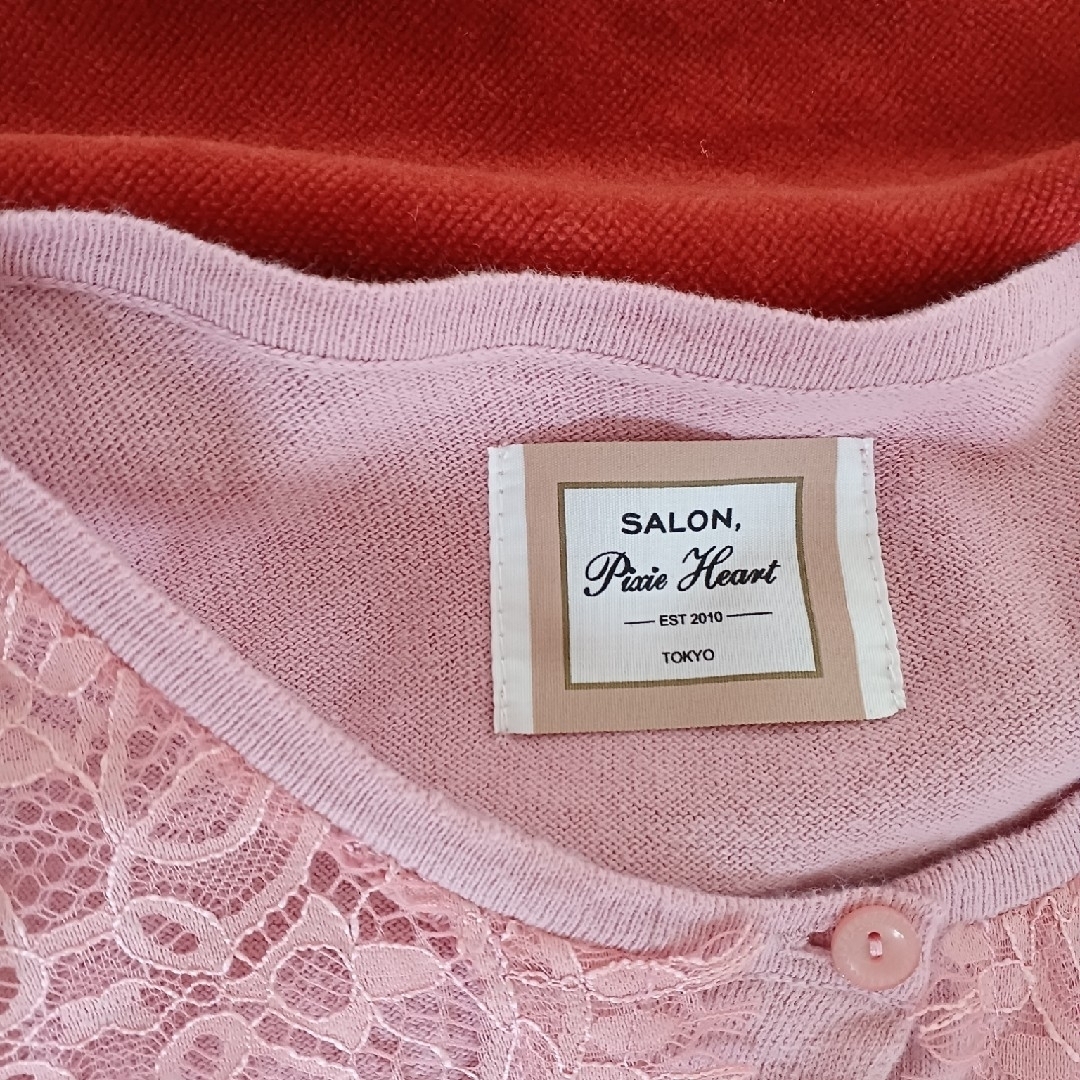 SALON,
Pixie Heart
EST 2010
TOKYO